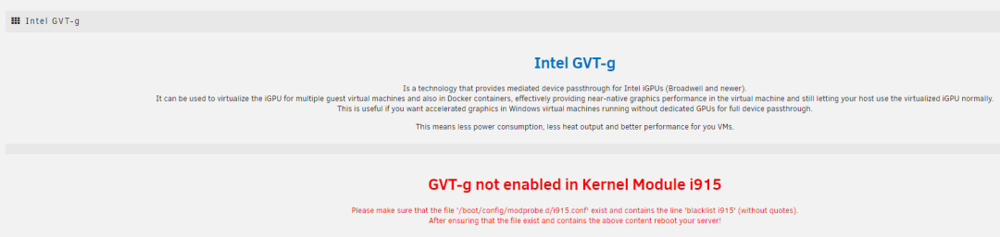 Intel GVT-g
Intel GVT-g
Is a technology that provides mediated device passthrough for Intel iGPUs (Broadwell and newer).
It can be used to virtualize the iGPU for multiple guest virtual machines and also in Docker containers, effectively providing near-native graphics performance in the virtual machine and still letting your host use the virtualized iGPU normally.
This is useful if you want accelerated graphics in Windows virtual machines running without dedicated GPUs for full device passthrough.
This means less power consumption, less heat output and better performance for you VMs.
GVT-g not enabled in Kernel Module i915
Please make sure that the file '/boot/config/modprobe.d/i915.conf' exist and contains the line 'blacklist i915' (without quotes).
After ensuring that the file exist and contains the above content reboot your server!